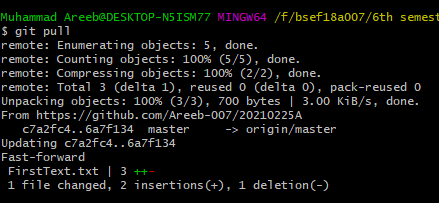 Muhammad Areeb@DESKTOP-N5ISM77 MINGW64 /f/bsef18a007/6th semest
$ git pull
remote: Enumerating objects: 5, done.
remote: Counting objects: 100% (5/5), done.
remote: Compressing objects: 100% (2/2), done.
remote: Total 3 (delta 1), reused 0 (delta 0), pack-reused 0
Unpacking objects: 100% (3/3), 700 bytes | 3.00 KiB/s, done.
From https://github.com/Areeb-007/20210225A
   c7a2fc4..6a7f134  master     -> origin/master
Updating c7a2fc4..6a7f134
Fast-forward
 FirstText.txt | 3 ++-
 1 file changed, 2 insertions(+), 1 deletion(-)